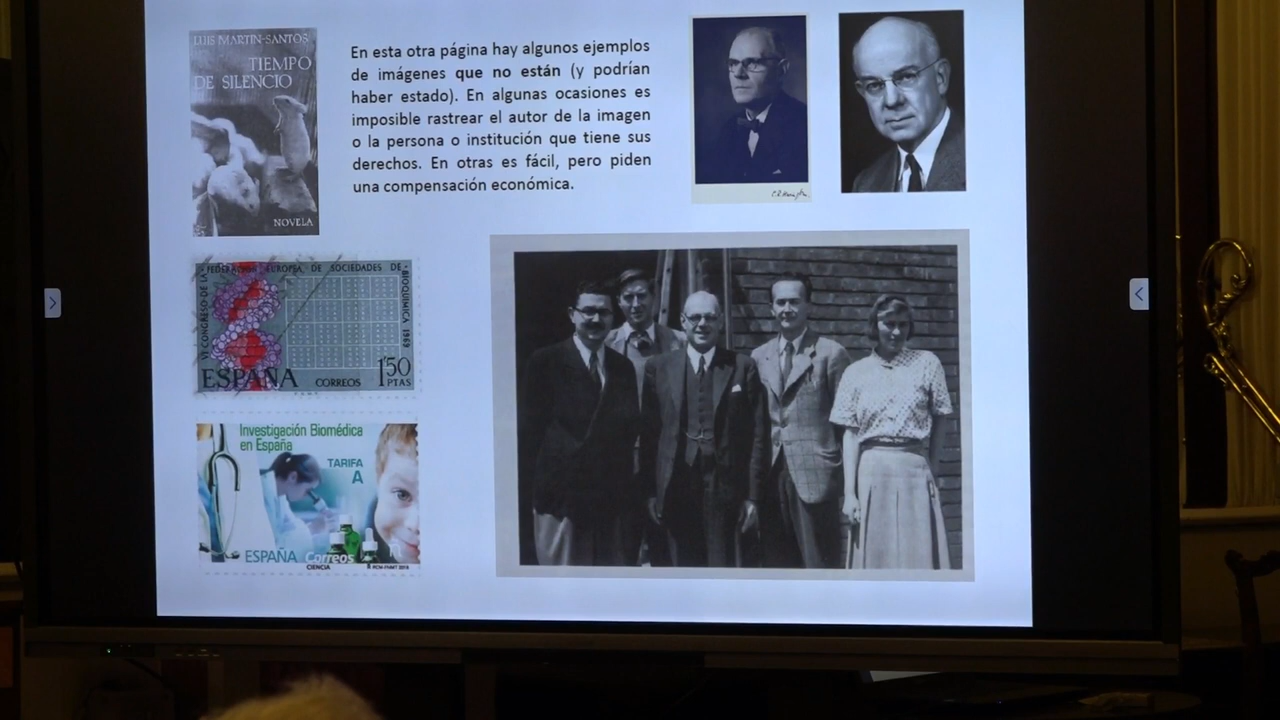 LUIS MARTIN-SANTOS
TIEMPO
DE SILENCIO
NOVELA
En esta otra página hay algunos ejemplos
de imágenes que no están (y podrían
haber estado). En algunas ocasiones es
imposible rastrear el autor de la imagen
o la persona o institución que tiene sus
derechos. En otras es fácil, pero piden
una compensación económica.
VI CONGRESO DE LA
FEDERACION EUROPEA DE SOCIEDADES DE
BIOQUIMICA 1969
ESPAÑA
CORREOS
1'50
PTAS
Investigación Biomédica
en España
TARIFA
A
ESPAÑA
Correos
CIENCIA